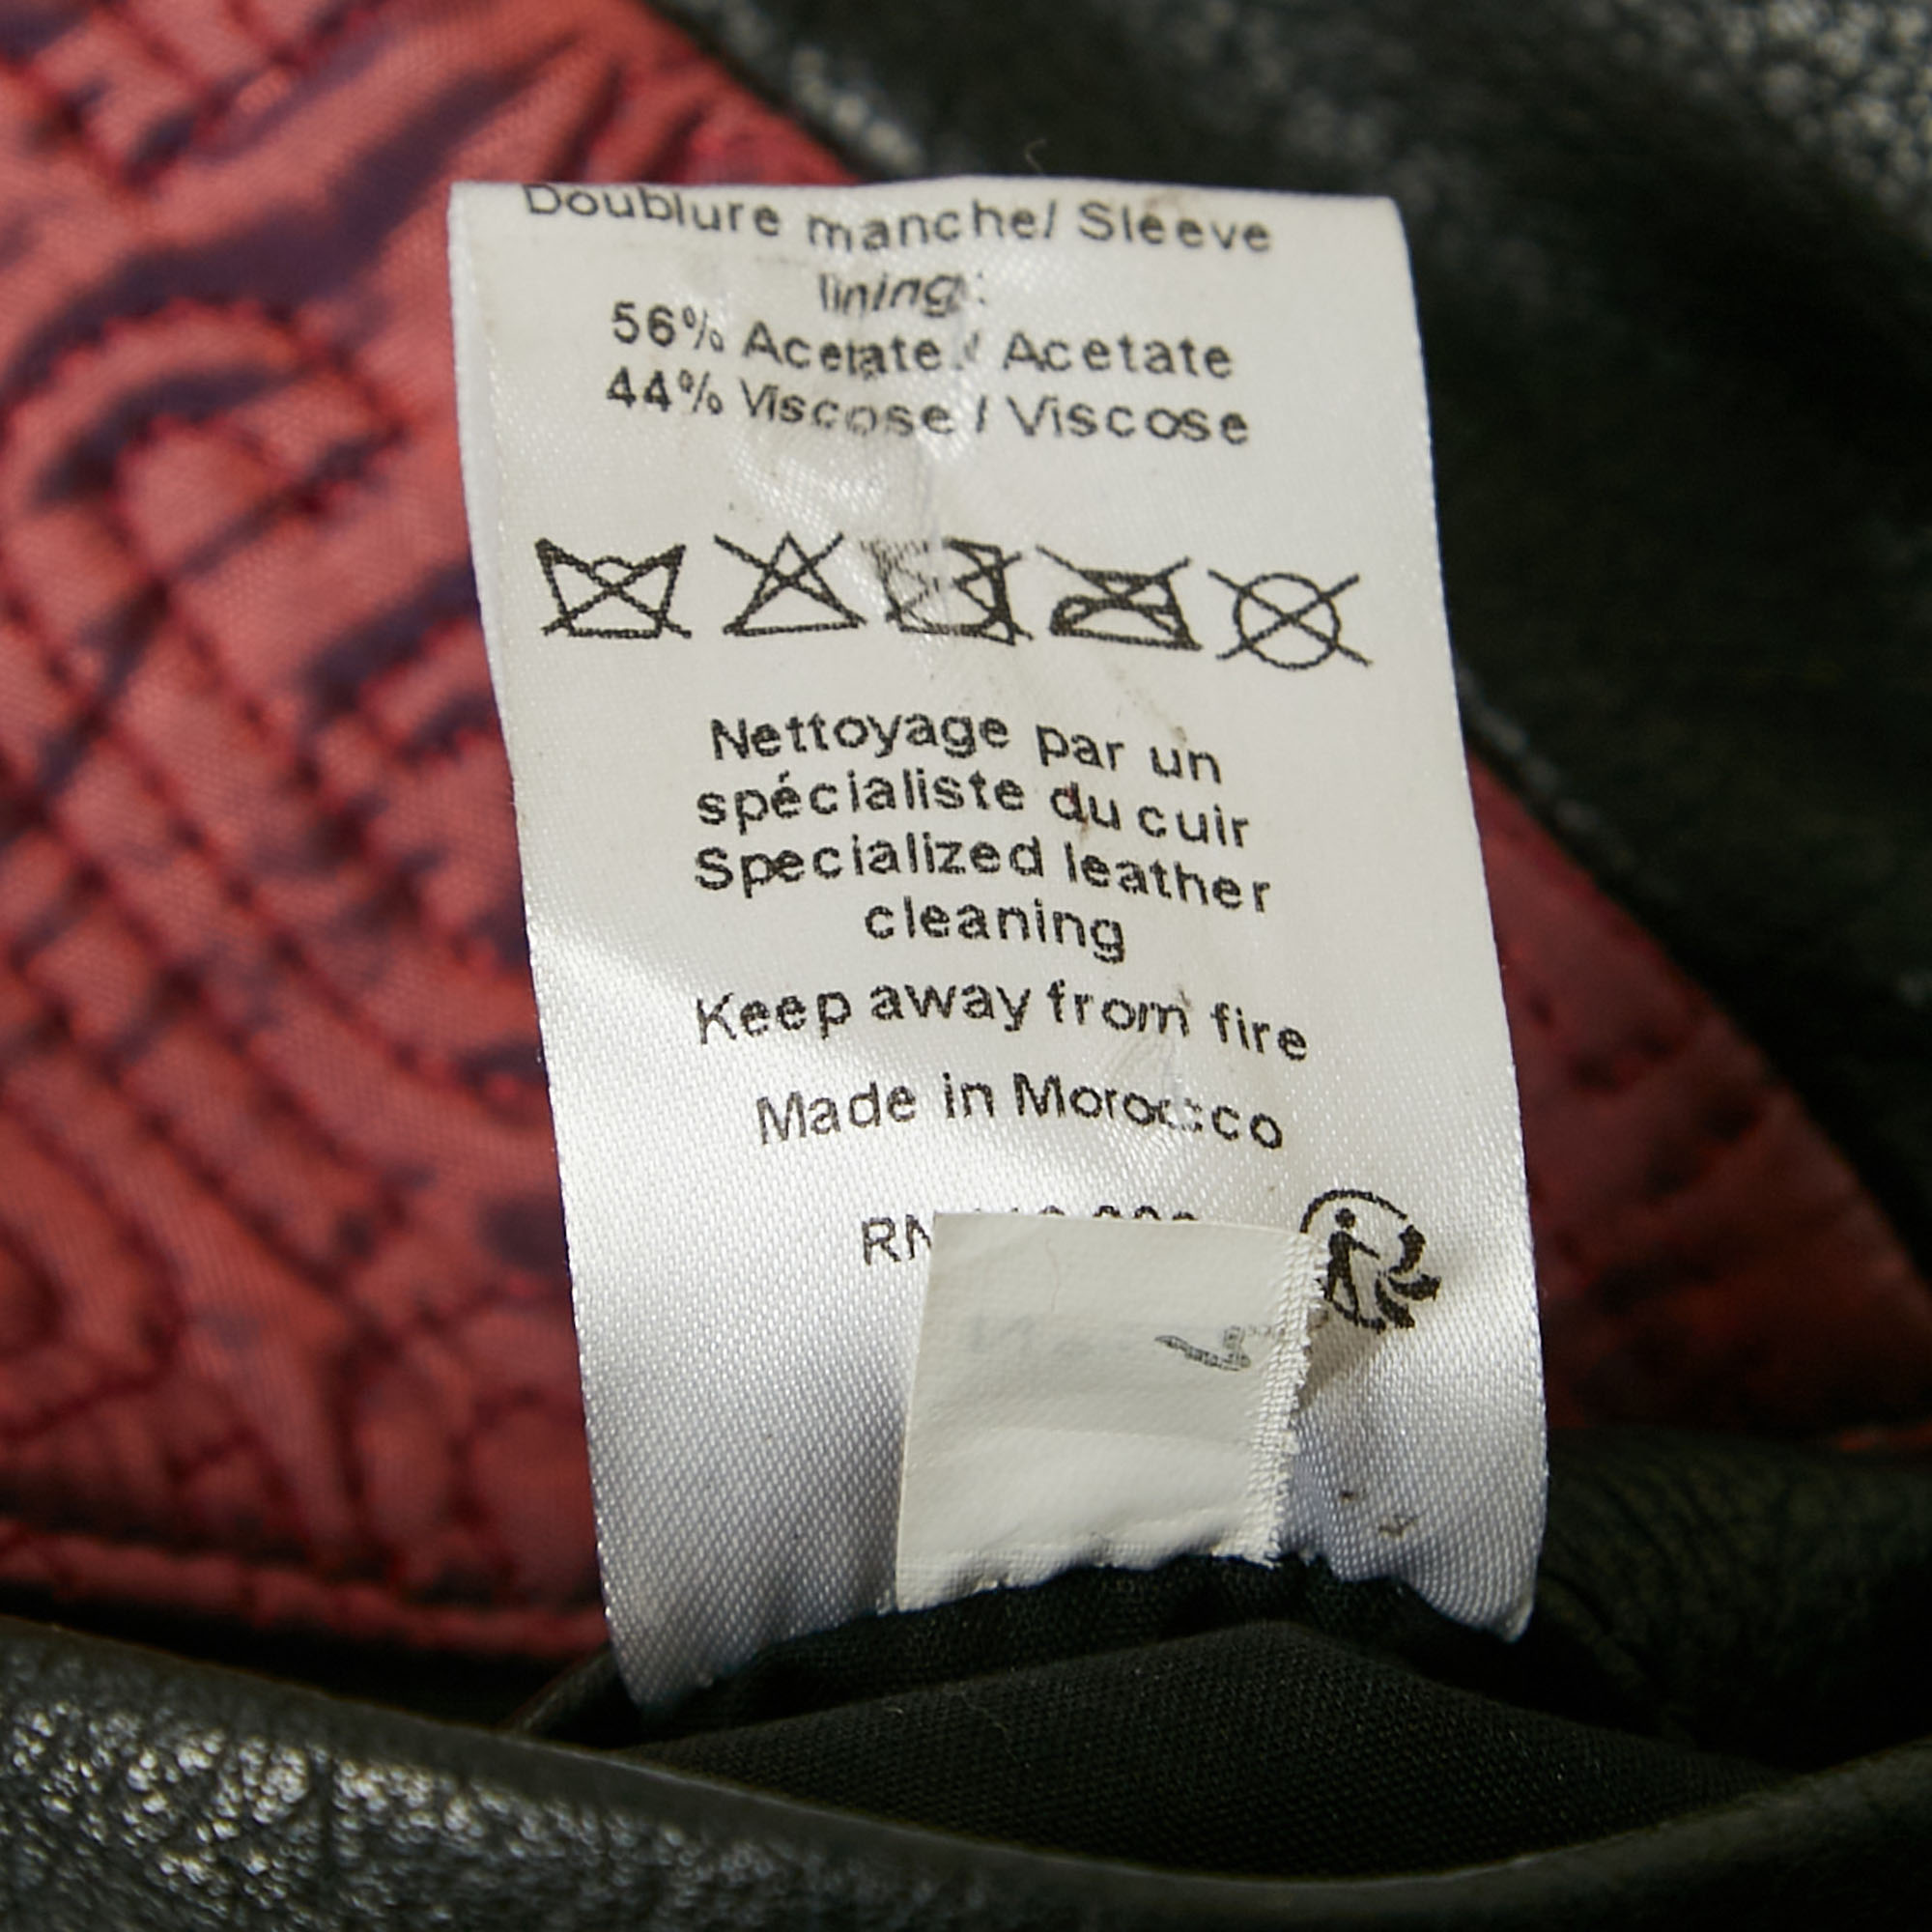 Doublure manche/ Sleeve
lining:
56% Acetate / Acetate
44% Viscose / Viscose
Nettoyage par un
spécialiste du cuir
Specialized leather
cleaning
Keep away from fire
Made in Morocco
RN